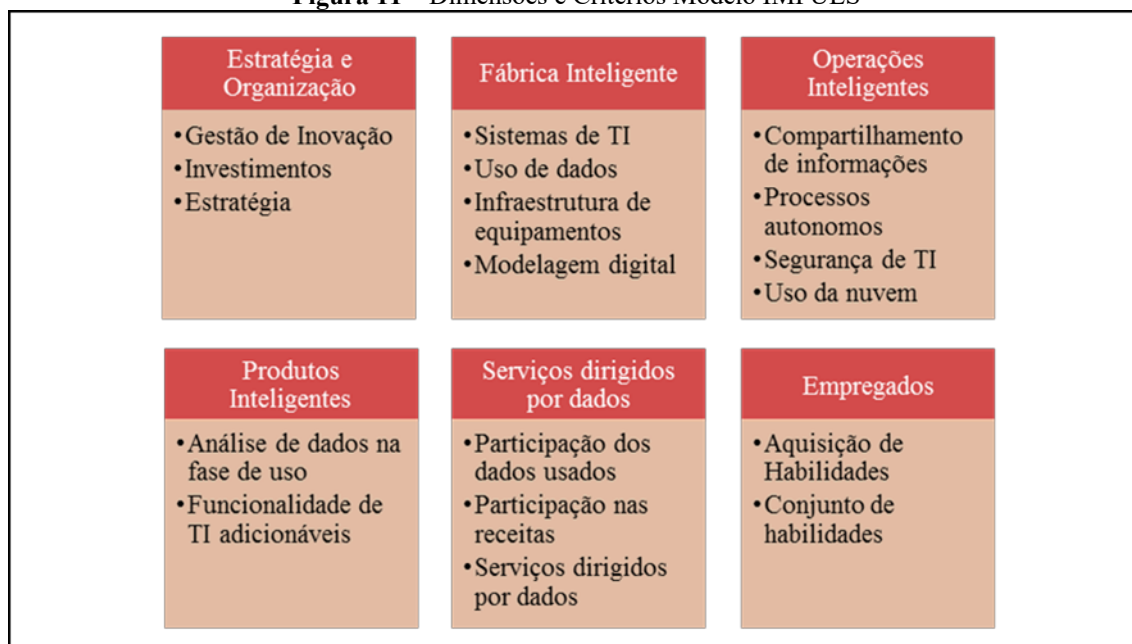 Figura 11 – Dimensões e Critérios Modelo IMPULS
Estratégia e
Organização
•Gestão de Inovação
•Investimentos
•Estratégia
Fábrica Inteligente
•Sistemas de TI
•Uso de dados
•Infraestrutura de
equipamentos
•Modelagem digital
Operações
Inteligentes
•Compartilhamento
de informações
•Processos
autonomos
•Segurança de TI
•Uso da nuvem
Produtos
Inteligentes
•Análise de dados na
fase de uso
•Funcionalidade de
TI adicionáveis
Serviços dirigidos
por dados
•Participação dos
dados usados
•Participação nas
receitas
•Serviços dirigidos
por dados
Empregados
•Aquisição de
Habilidades
•Conjunto de
habilidades